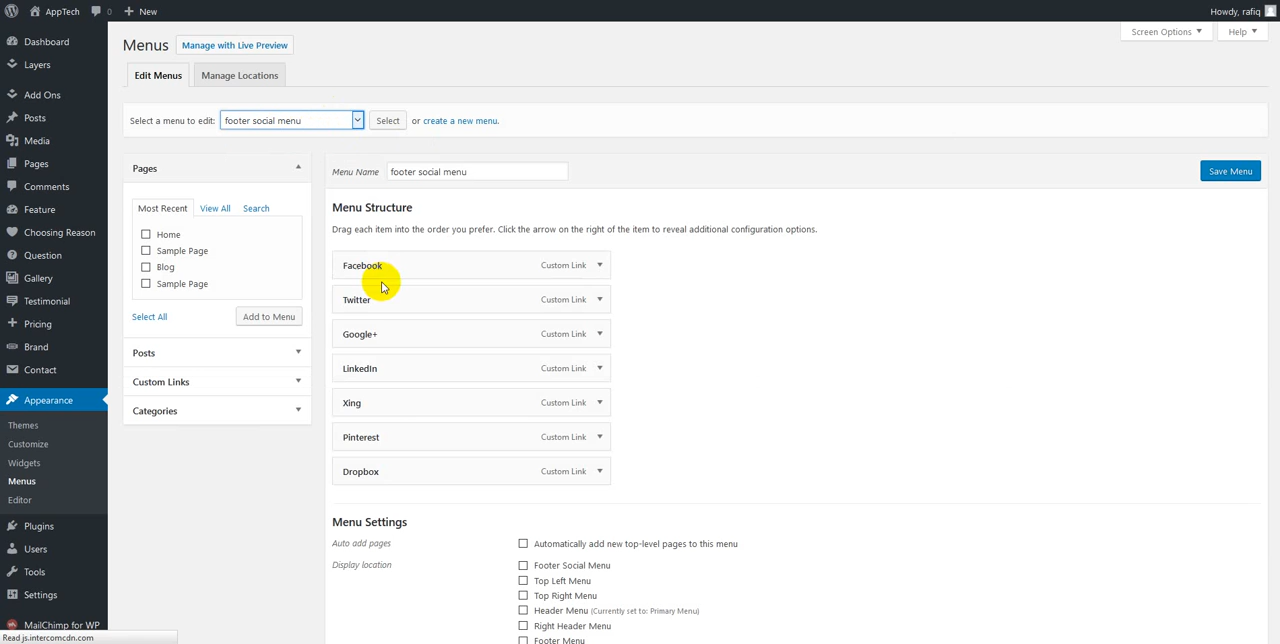 AppTech 0 New Howdy, rafiq
Screen Options Help
Menus Manage with Live Preview
Edit Menus Manage Locations
Select a menu to edit: footer social menu Select or create a new menu.
Dashboard
Layers
Add Ons
Posts
Media
Pages
Comments
Feature
Choosing Reason
Question
Gallery
Testimonial
Pricing
Brand
Contact
Appearance
Themes
Customize
Widgets
Menus
Editor
Plugins
Users
Tools
Settings
MailChimp for WP
Read js.intercomcdn.com
Pages
Most Recent View All Search
Home
Sample Page
Blog
Sample Page
Select All Add to Menu
Posts
Custom Links
Categories
Menu Name footer social menu Save Menu
Menu Structure
Drag each item into the order you prefer. Click the arrow on the right of the item to reveal additional configuration options.
Facebook Custom Link
Twitter Custom Link
Google+ Custom Link
LinkedIn Custom Link
Xing Custom Link
Pinterest Custom Link
Dropbox Custom Link
Menu Settings
Auto add pages Automatically add new top-level pages to this menu
Display location Footer Social Menu
Top Left Menu
Top Right Menu
Header Menu (Currently set to: Primary Menu)
Right Header Menu
Footer Menu